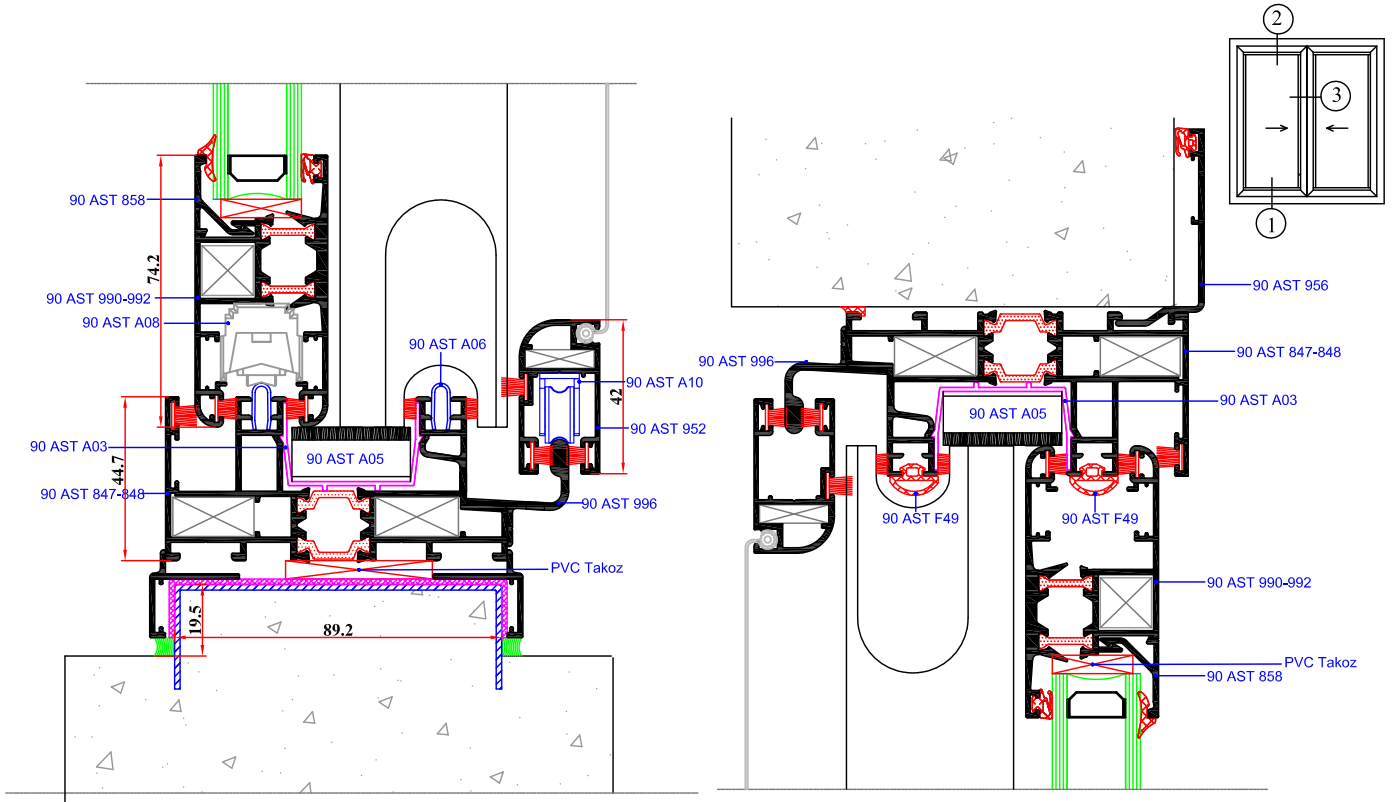 90 AST 858
74.2
90 AST 990-992
90 AST A08
90 AST A06
90 AST A10
42
90 AST 952
90 AST A03
90 AST A05
44.7
90 AST 847-848
90 AST 996
PVC Takoz
19.5
89.2
2
3
1
90 AST 956
90 AST 996
90 AST 847-848
90 AST A05
90 AST A03
90 AST F49
90 AST F49
90 AST 990-992
PVC Takoz
90 AST 858